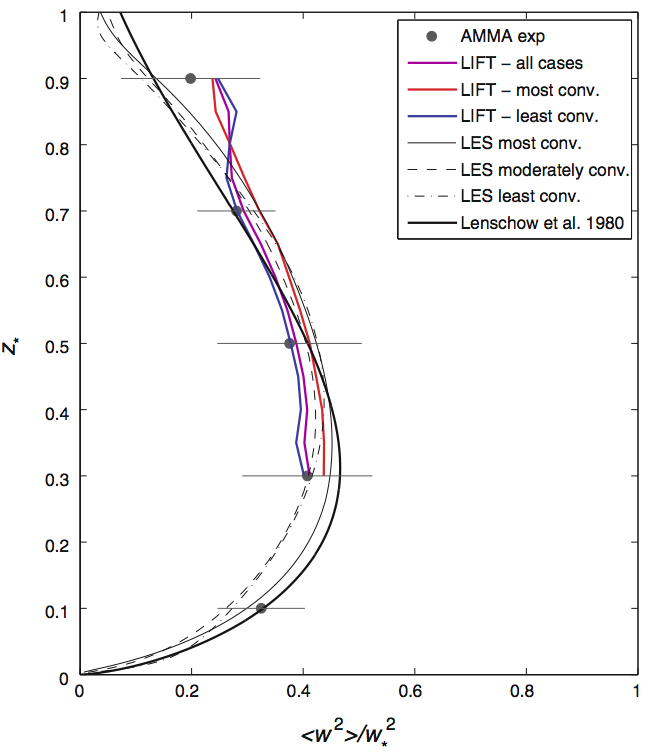 AMMA exp
LIFT − all cases
LIFT − most conv.
LIFT − least conv.
LES most conv.
LES moderately conv.
LES least conv.
Lenschow et al. 1980
1
0.9
0.8
0.7
0.6
0.5
0.4
0.3
0.2
0.1
0
z*
0 0.2 0.4 0.6 0.8 1
<w²>/w*²